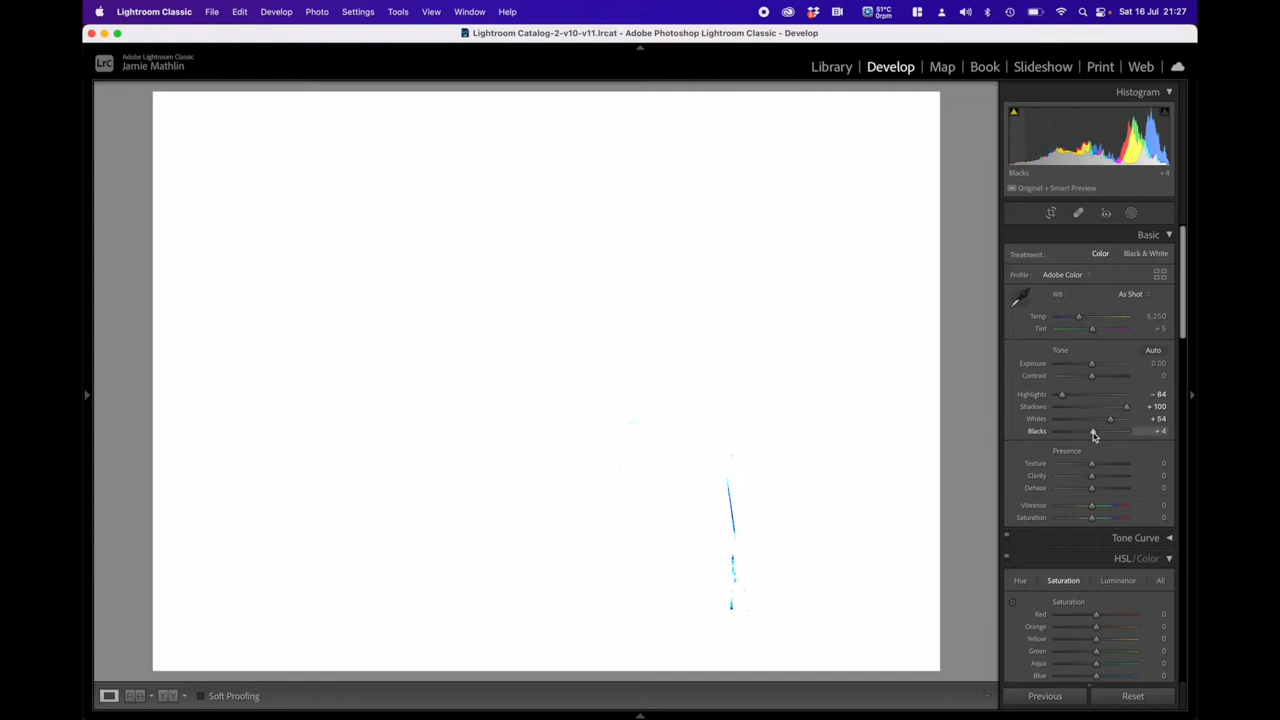 Lightroom Classic File Edit Develop Photo Settings Tools View Window Help 51°C 0rpm Sat 16 Jul 21:27
Lightroom Catalog-2-v10-v11.lrcat - Adobe Photoshop Lightroom Classic - Develop
LrC Adobe Lightroom Classic
Jamie Mathlin
Library Develop Map Book Slideshow Print Web
Histogram
Blacks + 4
Original + Smart Preview
Basic
Treatment : Color Black & White
Profile : Adobe Color
WB : As Shot
Temp 5,250
Tint + 5
Tone Auto
Exposure 0.00
Contrast 0
Highlights – 84
Shadows + 100
Whites + 54
Blacks + 4
Presence
Texture 0
Clarity 0
Dehaze 0
Vibrance 0
Saturation 0
Tone Curve
HSL / Color
Hue Saturation Luminance All
Saturation
Red 0
Orange 0
Yellow 0
Green 0
Aqua 0
Blue 0
Soft Proofing
Previous Reset